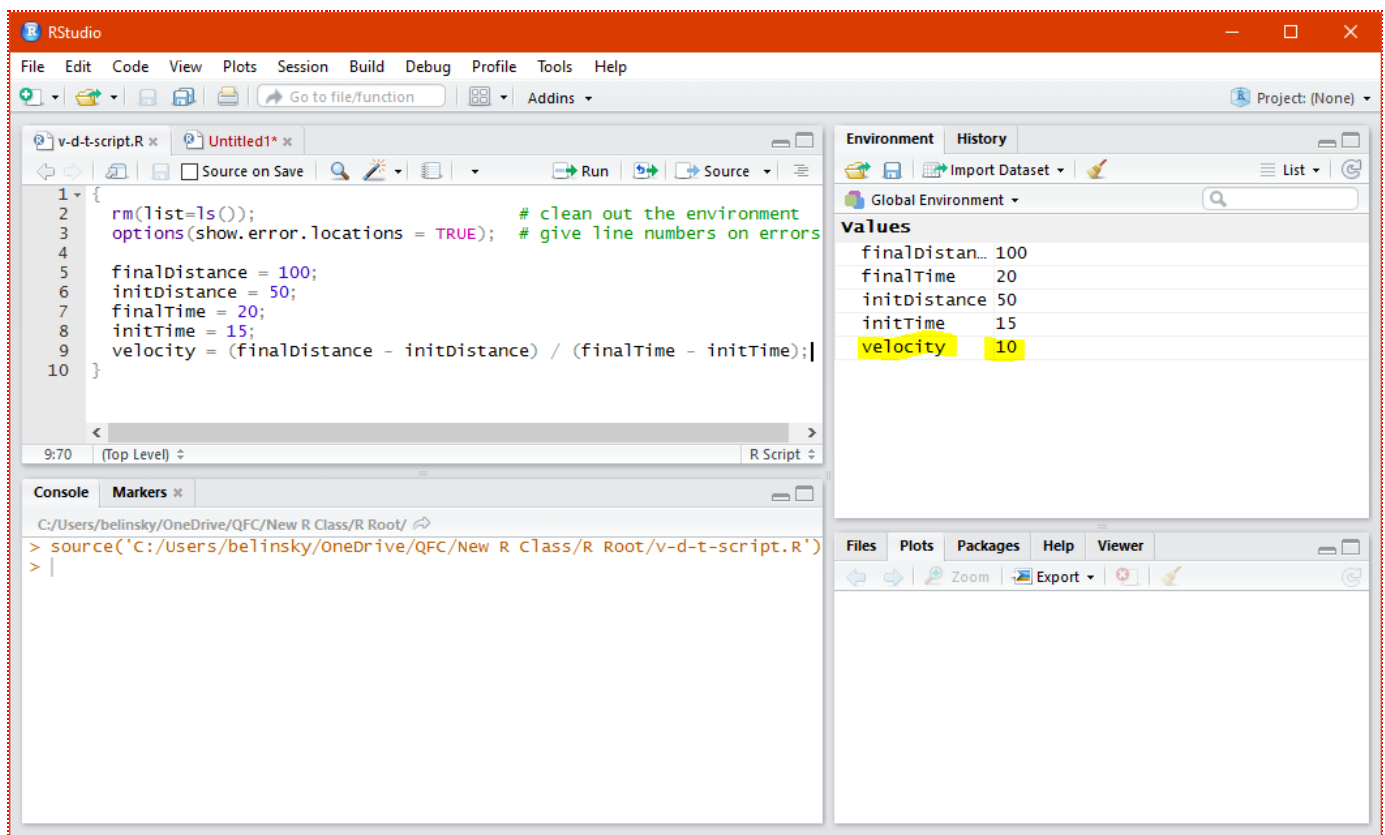 RStudio
File Edit Code View Plots Session Build Debug Profile Tools Help
Go to file/function Addins Project: (None)
v-d-t-script.R Untitled1*
Source on Save Run Source
1 {
2 rm(list=ls()); # clean out the environment
3 options(show.error.locations = TRUE); # give line numbers on errors
4
5 finalDistance = 100;
6 initDistance = 50;
7 finalTime = 20;
8 initTime = 15;
9 velocity = (finalDistance - initDistance) / (finalTime - initTime);
10 }
9:70 (Top Level) R Script
Console Markers
C:/Users/belinsky/OneDrive/QFC/New R Class/R Root/
> source('C:/Users/belinsky/OneDrive/QFC/New R Class/R Root/v-d-t-script.R')
>
Environment History
Import Dataset List
Global Environment
Values
finalDistan… 100
finalTime 20
initDistance 50
initTime 15
velocity 10
Files Plots Packages Help Viewer
Zoom Export